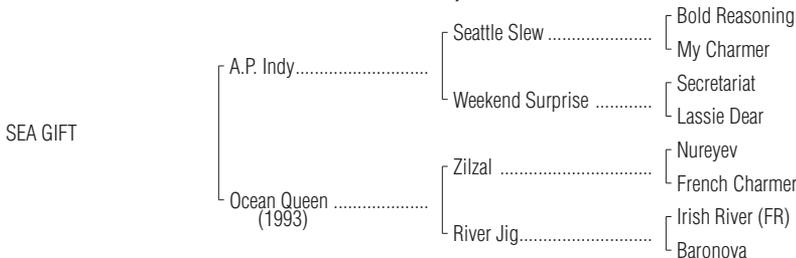 Bold Reasoning
Seattle Slew ......................
My Charmer
A.P. Indy............................
Secretariat
Weekend Surprise ............
Lassie Dear
SEA GIFT
Nureyev
Zilzal ................................
French Charmer
Ocean Queen ....................
(1993)
Irish River (FR)
River Jig............................
Baronova